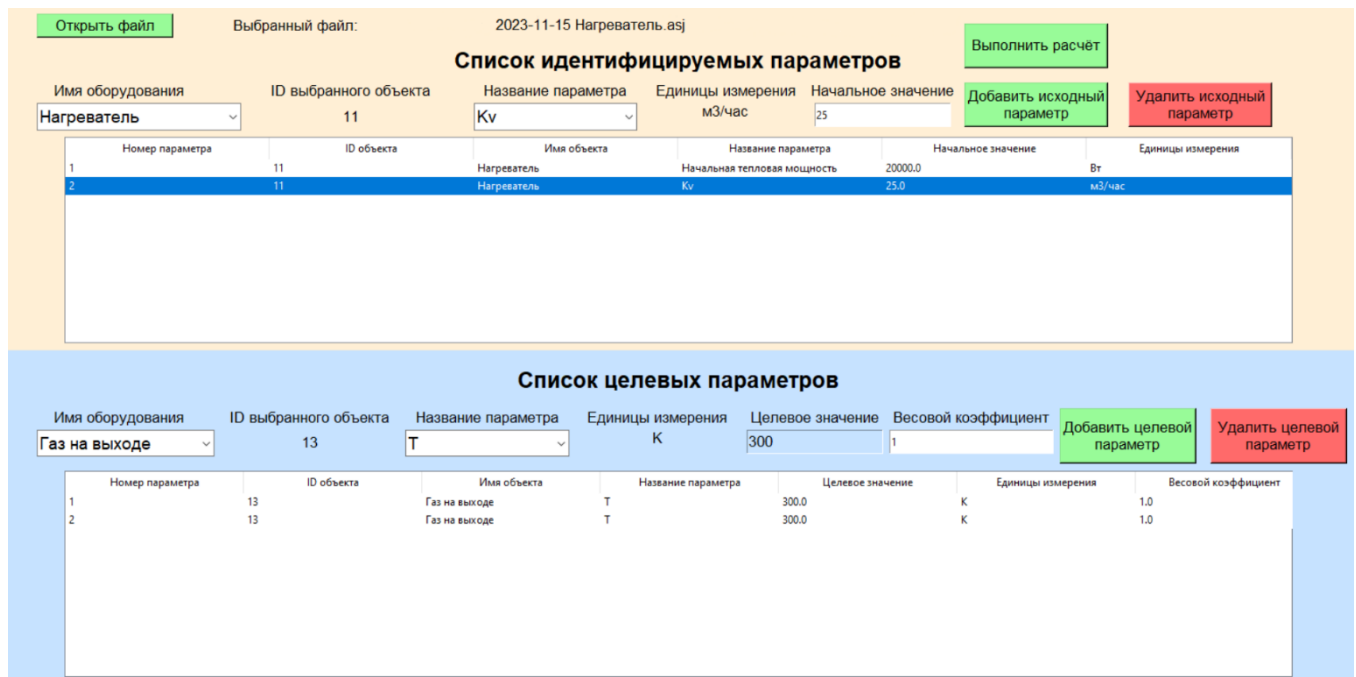 Открыть файл Выбранный файл: 2023-11-15 Нагреватель.asj
Список идентифицируемых параметров
Выполнить расчёт
Имя оборудования ID выбранного объекта Название параметра Единицы измерения Начальное значение
Нагреватель 11 Kv м3/час 25
Добавить исходный
параметр
Удалить исходный
параметр
Номер параметра ID объекта Имя объекта Название параметра Начальное значение Единицы измерения
1 11 Нагреватель Начальная тепловая мощность 20000.0 Вт
2 11 Нагреватель Kv 25.0 м3/час
Список целевых параметров
Имя оборудования ID выбранного объекта Название параметра Единицы измерения Целевое значение Весовой коэффициент
Газ на выходе 13 T K 300 1
Добавить целевой
параметр
Удалить целевой
параметр
Номер параметра ID объекта Имя объекта Название параметра Целевое значение Единицы измерения Весовой коэффициент
1 13 Газ на выходе T 300.0 K 1.0
2 13 Газ на выходе T 300.0 K 1.0